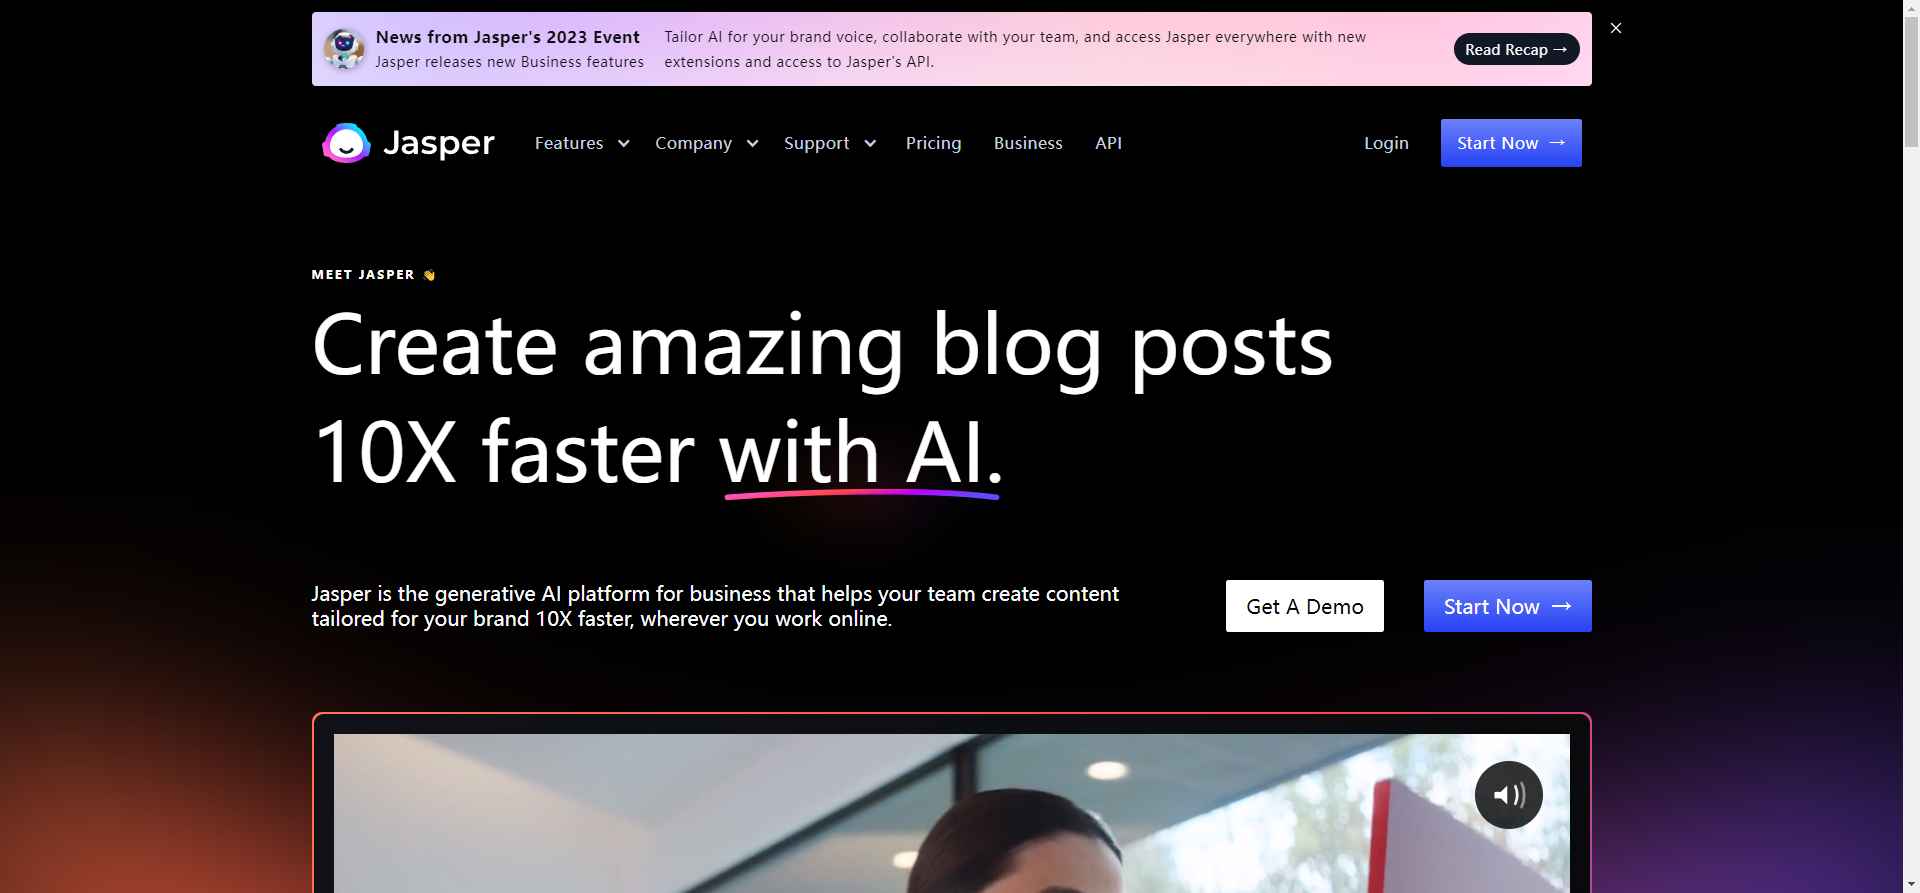 News from Jasper's 2023 Event
Jasper releases new Business features
Tailor AI for your brand voice, collaborate with your team, and access Jasper everywhere with new
extensions and access to Jasper's API.
Read Recap →
Jasper
Features
Company
Support
Pricing
Business
API
Login
Start Now →
MEET JASPER 👋
Create amazing blog posts
10X faster with AI.
Jasper is the generative AI platform for business that helps your team create content
tailored for your brand 10X faster, wherever you work online.
Get A Demo
Start Now →